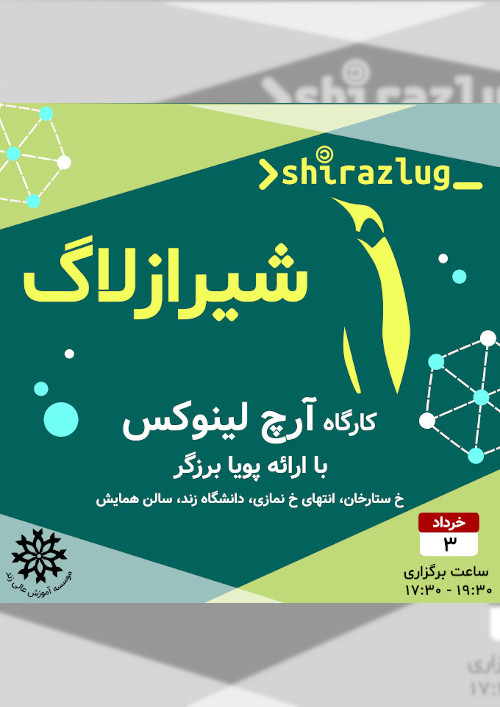 >shirazlug_
شیرازلاگ
کارگاه آرچ لینوکس
با ارائه پویا برزگر
خ ستارخان، انتهای خ نمازی، دانشگاه زند، سالن همایش
خرداد
۳
ساعت برگزاری
۱۷:۳۰ - ۱۹:۳۰
موسسه آموزش عالی زند